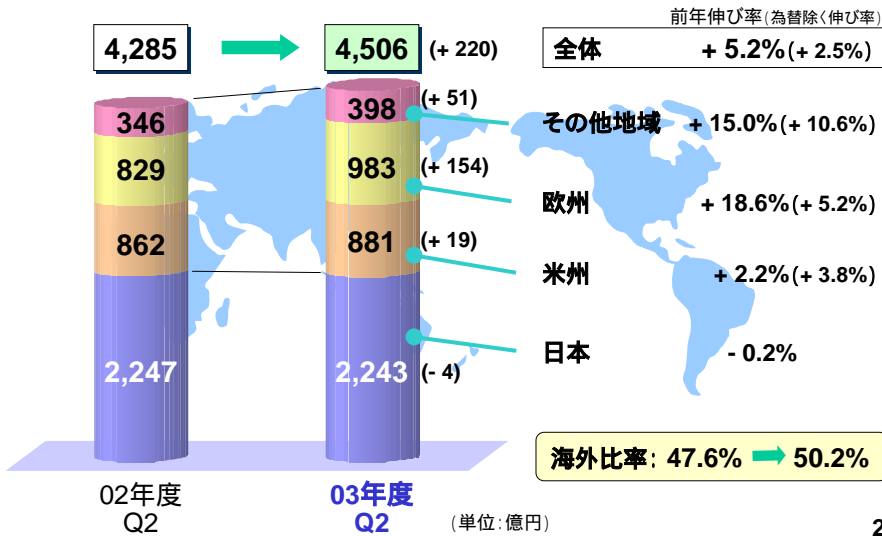 前年伸び率(為替除く伸び率)
4,285
4,506 (+ 220)
全体 + 5.2%(+ 2.5%)
346
398 (+ 51)
その他地域 + 15.0%(+ 10.6%)
829
983 (+ 154)
欧州 + 18.6%(+ 5.2%)
862
881 (+ 19)
米州 + 2.2%(+ 3.8%)
2,247
2,243 (- 4)
日本 - 0.2%
海外比率: 47.6% 50.2%
02年度
Q2
03年度
Q2
(単位:億円)
2